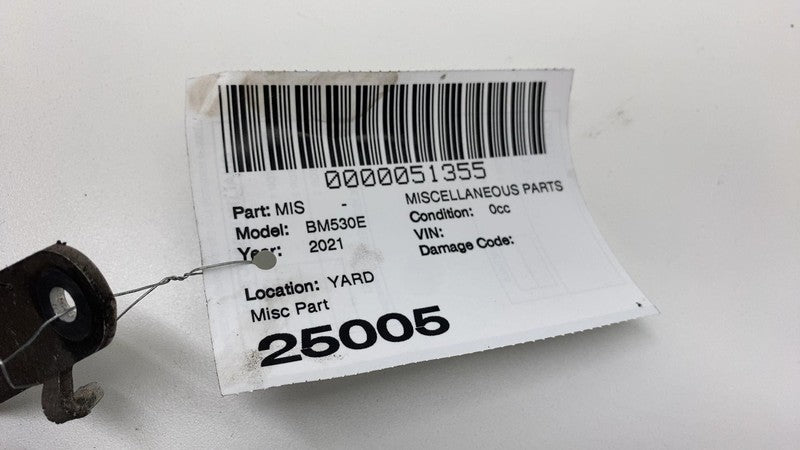 0000051355
MISCELLANEOUS PARTS
Part: MIS -
Condition: 0cc
Model: BM530E
VIN:
Year: 2021
Damage Code:
Location: YARD
Misc Part
25005